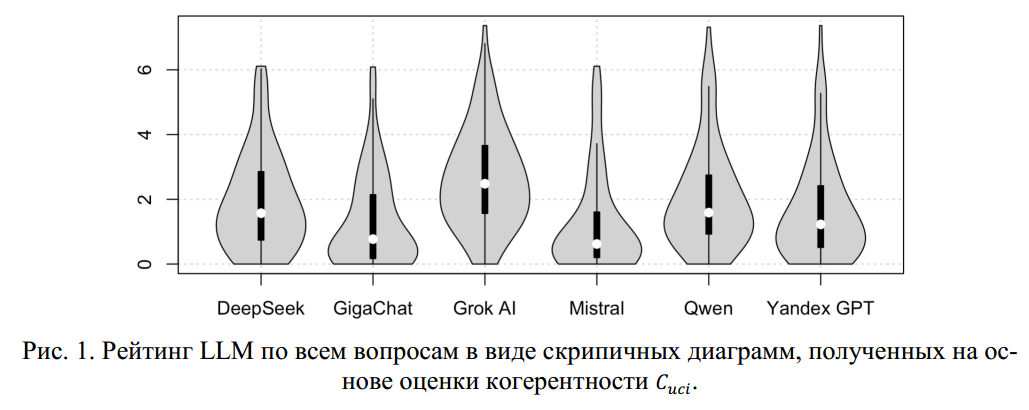 6
4
2
0
DeepSeek GigaChat Grok AI Mistral Qwen Yandex GPT
Рис. 1. Рейтинг LLM по всем вопросам в виде скрипичных диаграмм, полученных на ос-
нове оценки когерентности C_uci.